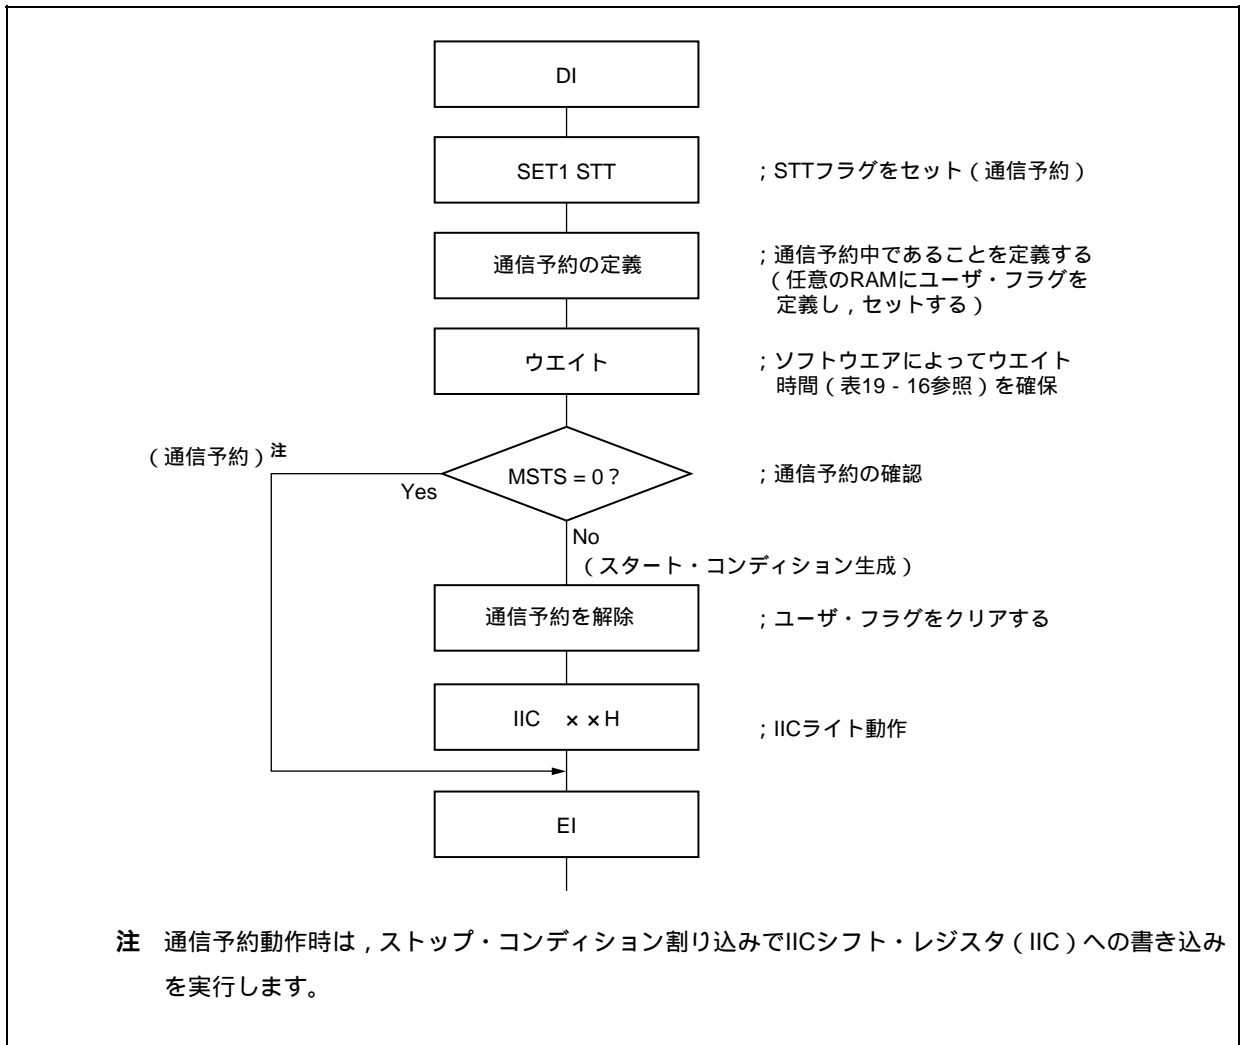 DI
SET1 STT
；STTフラグをセット（通信予約）
通信予約の定義
；通信予約中であることを定義する
（任意のRAMにユーザ・フラグを
定義し，セットする）
ウエイト
；ソフトウエアによってウエイト
時間（表19 - 16参照）を確保
（通信予約）注
MSTS = 0？
；通信予約の確認
Yes
No
（スタート・コンディション生成）
通信予約を解除
；ユーザ・フラグをクリアする
IIC ××H
；IICライト動作
EI
注 通信予約動作時は，ストップ・コンディション割り込みでIICシフト・レジスタ（IIC）への書き込み
を実行します。